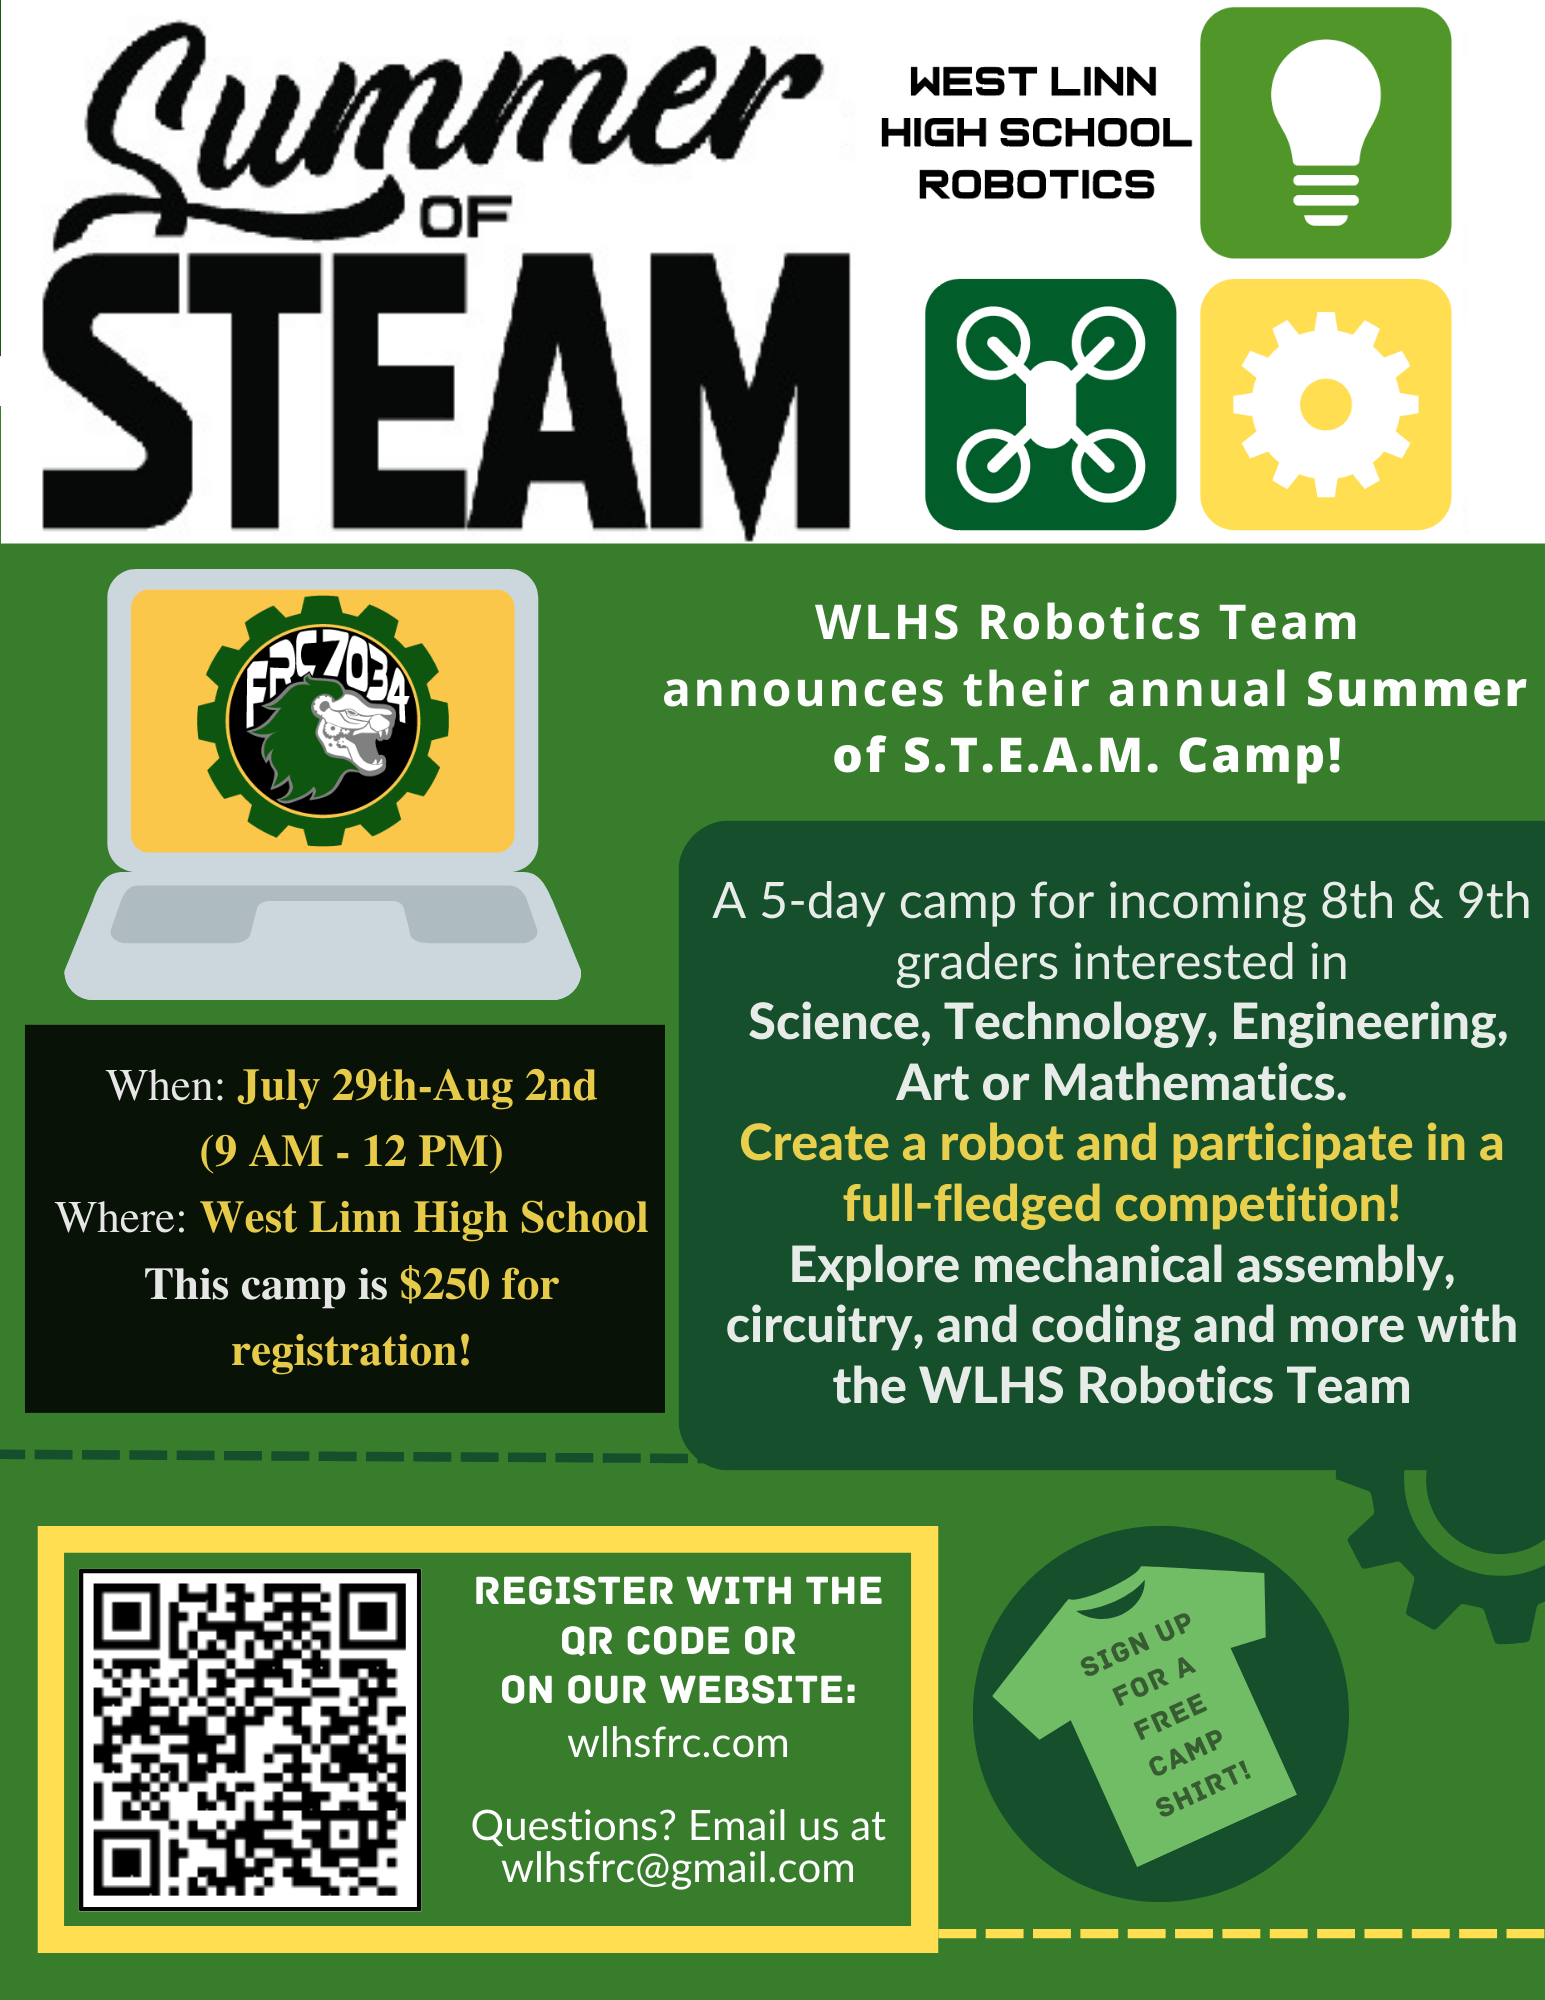 Summer
OF
STEAM
WEST LINN
HIGH SCHOOL
ROBOTICS
FRC 7034
WLHS Robotics Team
announces their annual Summer
of S.T.E.A.M. Camp!
A 5-day camp for incoming 8th & 9th
graders interested in
Science, Technology, Engineering,
Art or Mathematics.
Create a robot and participate in a
full-fledged competition!
Explore mechanical assembly,
circuitry, and coding and more with
the WLHS Robotics Team
When: July 29th-Aug 2nd
(9 AM - 12 PM)
Where: West Linn High School
This camp is $250 for
registration!
REGISTER WITH THE
QR CODE OR
ON OUR WEBSITE:
wlhsfrc.com
Questions? Email us at
wlhsfrc@gmail.com
SIGN UP
FOR A
FREE
CAMP
SHIRT!